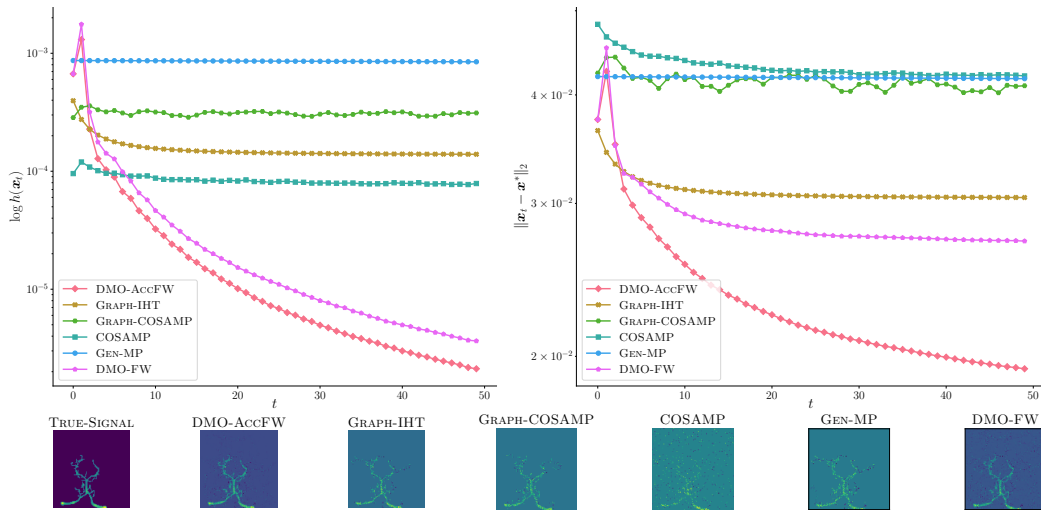 10⁻³
10⁻⁴
10⁻⁵
log h(𝒙ₜ)
DMO-AccFW
Graph-IHT
Graph-COSAMP
COSAMP
Gen-MP
DMO-FW
0 10 20 30 40 50
t
4 × 10⁻²
3 × 10⁻²
2 × 10⁻²
‖𝒙ₜ − 𝒙*‖₂
DMO-AccFW
Graph-IHT
Graph-COSAMP
COSAMP
Gen-MP
DMO-FW
0 10 20 30 40 50
t
True-Signal DMO-AccFW Graph-IHT Graph-COSAMP COSAMP Gen-MP DMO-FW